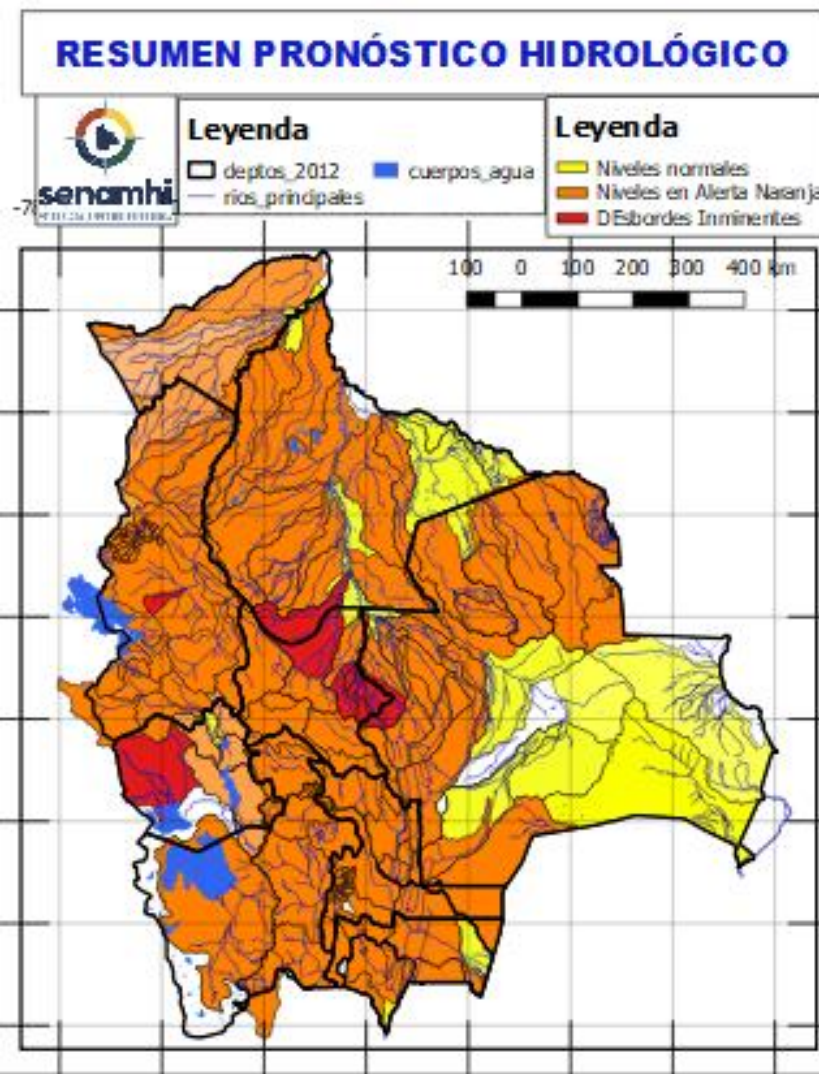 RESUMEN PRONÓSTICO HIDROLÓGICO
senamhi
Leyenda
deptos_2012
cuerpos_agua
rios_principales
Leyenda
Niveles normales
Niveles en Alerta Naranja
DEsbordes Inminentes
100 0 100 200 300 400 km